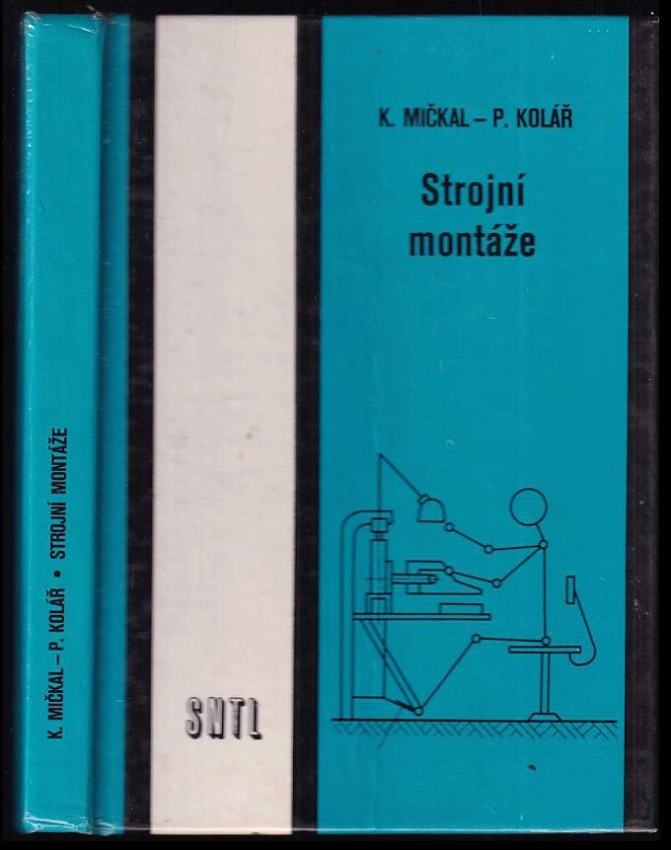 K. MIČKAL – P. KOLÁŘ
Strojní
montáže
SNTL
K. MIČKAL – P. KOLÁŘ • STROJNÍ MONTÁŽE